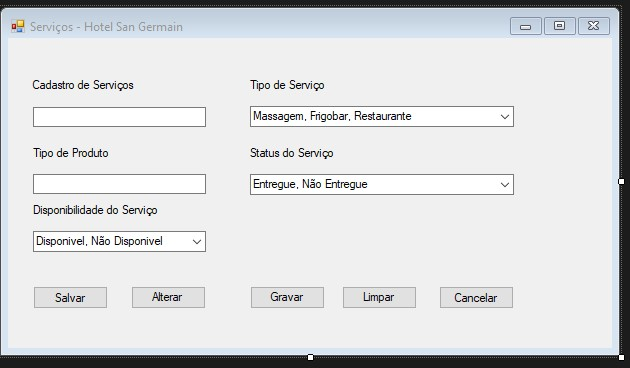 Serviços - Hotel San Germain
Cadastro de Serviços
Tipo de Serviço
Massagem, Frigobar, Restaurante
Tipo de Produto
Status do Serviço
Entregue, Não Entregue
Disponibilidade do Serviço
Disponivel, Não Disponivel
Salvar
Alterar
Gravar
Limpar
Cancelar